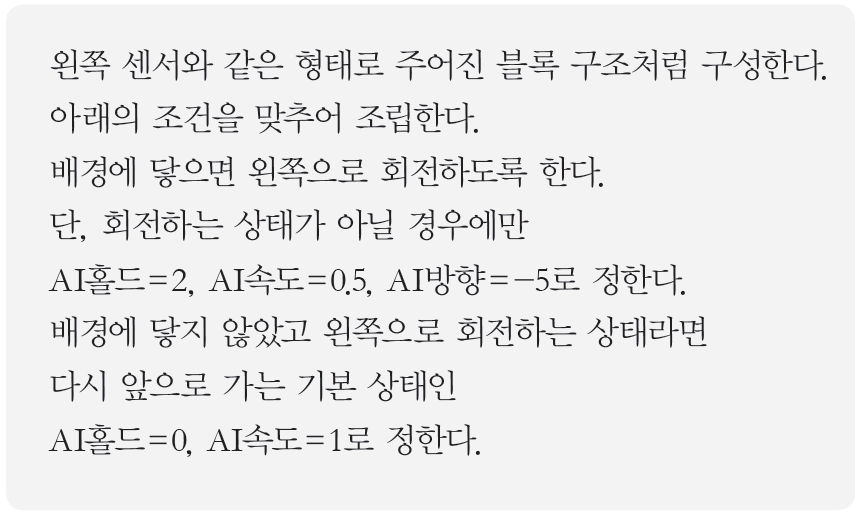 왼쪽 센서와 같은 형태로 주어진 블록 구조처럼 구성한다.
아래의 조건을 맞추어 조립한다.
배경에 닿으면 왼쪽으로 회전하도록 한다.
단, 회전하는 상태가 아닐 경우에만
AI홀드=2, AI속도=0.5, AI방향=-5로 정한다.
배경에 닿지 않았고 왼쪽으로 회전하는 상태라면
다시 앞으로 가는 기본 상태인
AI홀드=0, AI속도=1로 정한다.